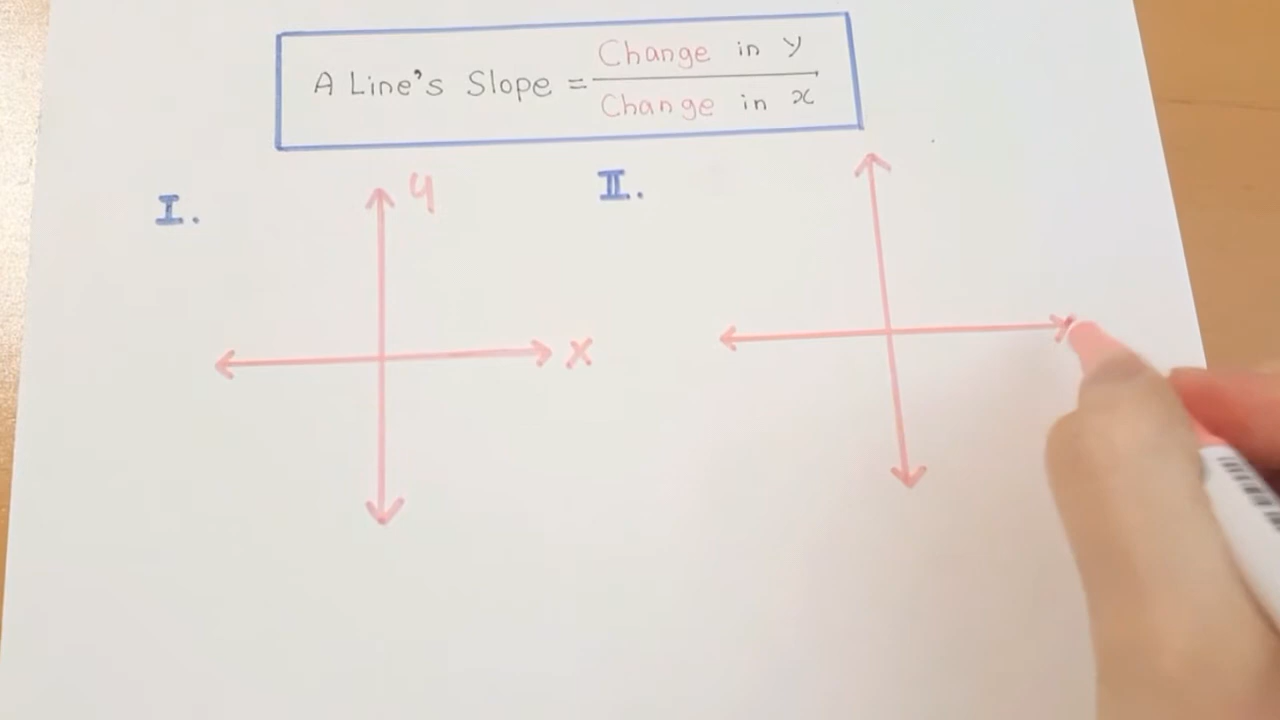 A Line's Slope = Change in y
Change in x
I.
II.
y
x